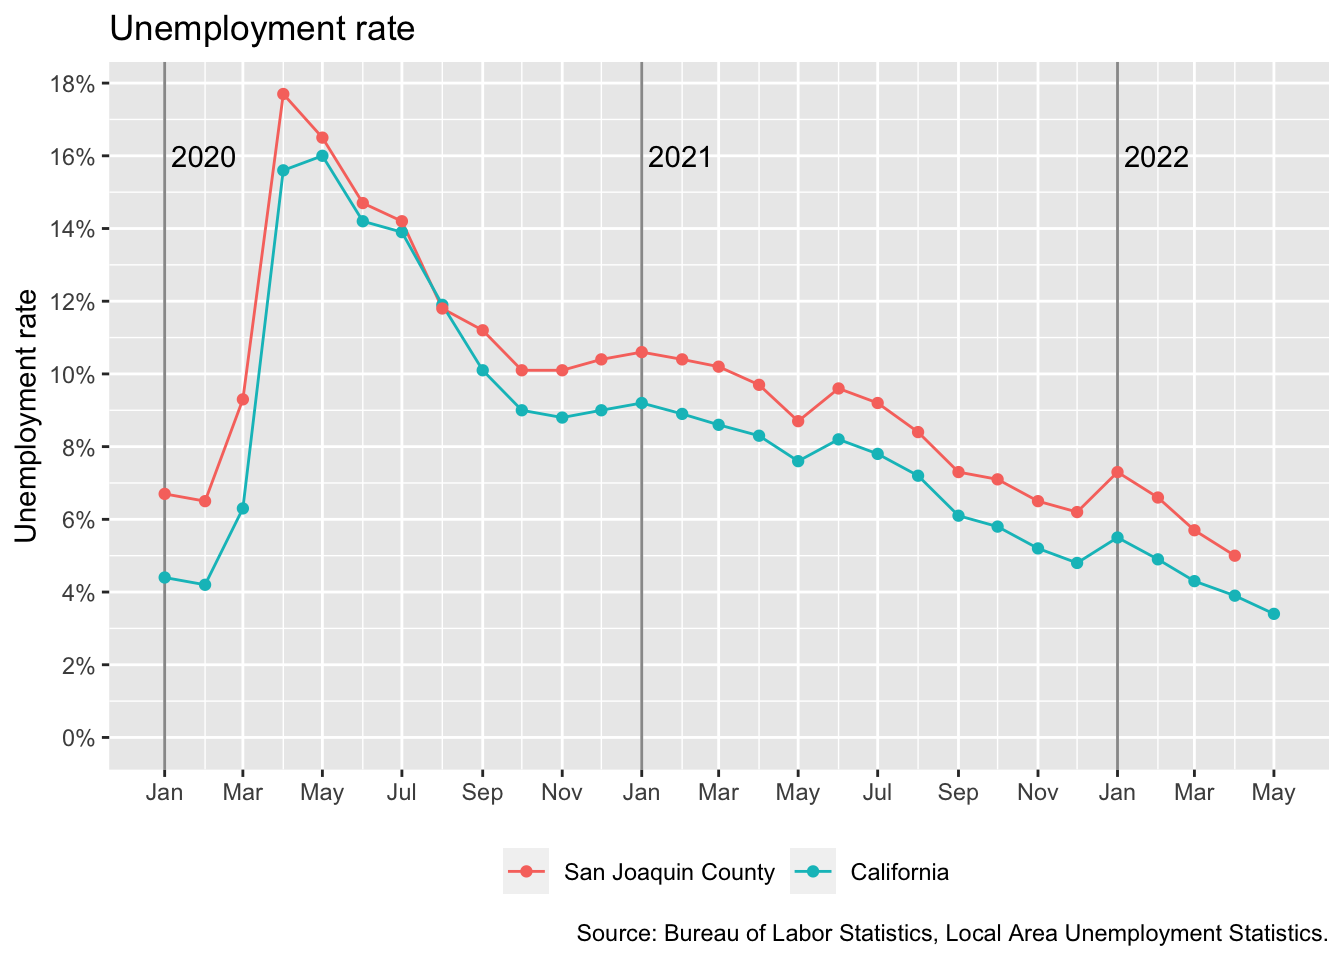 Unemployment rate
Unemployment rate
18%
16%
14%
12%
10%
8%
6%
4%
2%
0%
2020
2021
2022
Jan Mar May Jul Sep Nov Jan Mar May Jul Sep Nov Jan Mar May
San Joaquin County California
Source: Bureau of Labor Statistics, Local Area Unemployment Statistics.